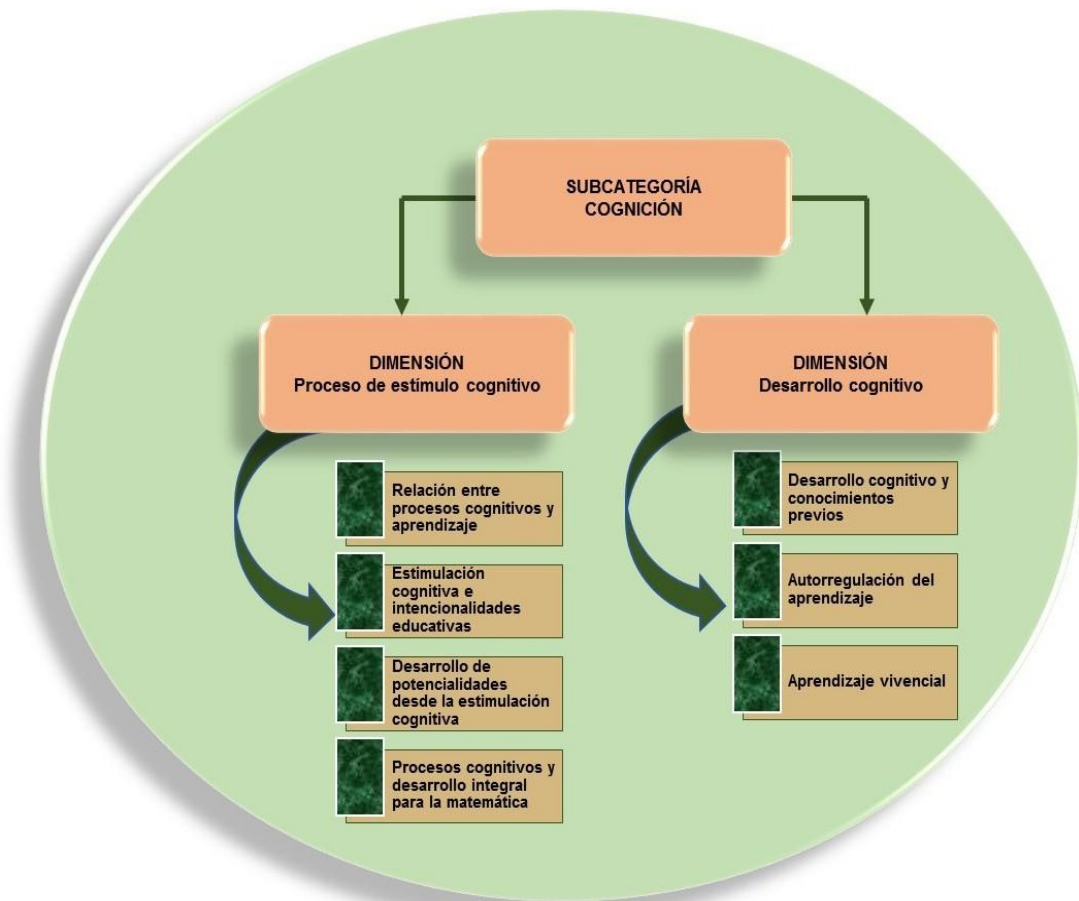 SUBCATEGORÍA
COGNICIÓN
DIMENSIÓN
Proceso de estímulo cognitivo
Relación entre
procesos cognitivos y
aprendizaje
Estimulación
cognitiva e
intencionalidades
educativas
Desarrollo de
potencialidades
desde la estimulación
cognitiva
Procesos cognitivos y
desarrollo integral
para la matemática
DIMENSIÓN
Desarrollo cognitivo
Desarrollo cognitivo y
conocimientos
previos
Autorregulación del
aprendizaje
Aprendizaje vivencial